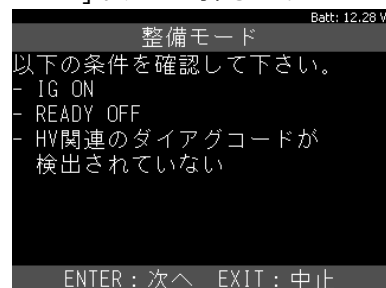 Batt: 12.28 V
整備モード
以下の条件を確認して下さい。
- IG ON
- READY OFF
- HV関連のダイアグコードが
検出されていない
ENTER：次へ EXIT：中止